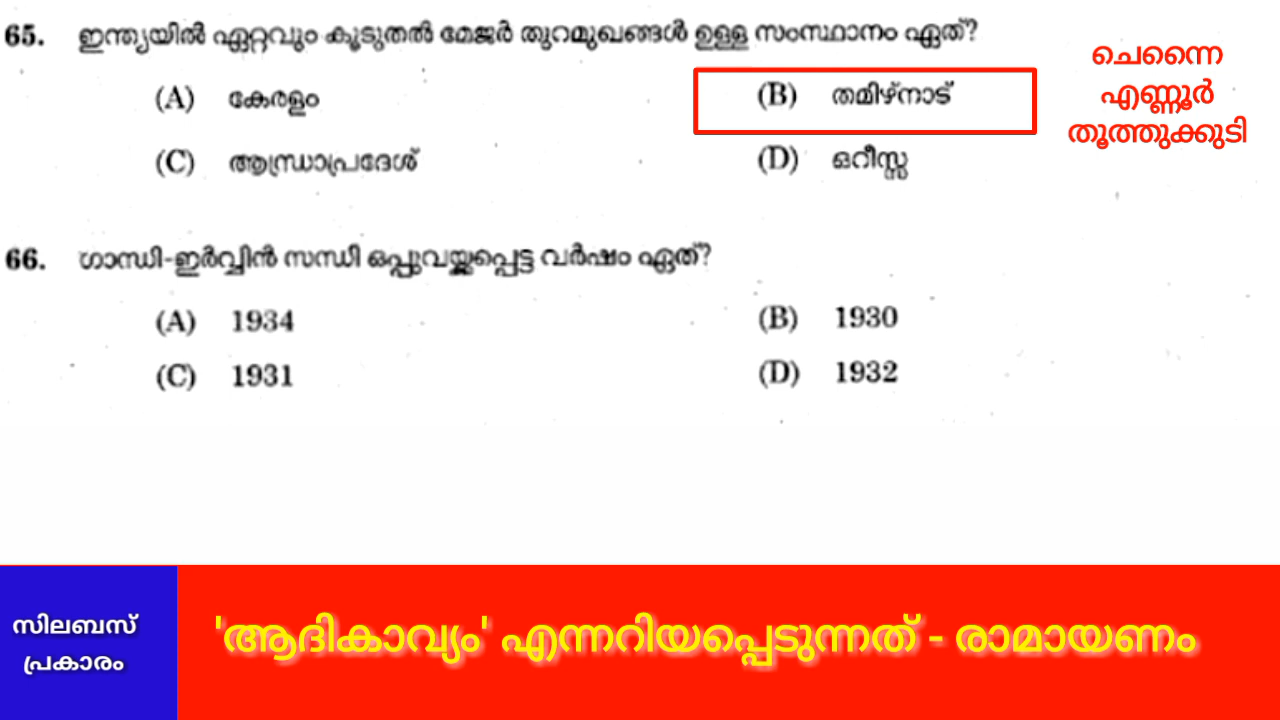 65. ഇന്ത്യയിൽ ഏറ്റവും കൂടുതൽ മേജർ തുറമുഖങ്ങൾ ഉള്ള സംസ്ഥാനം ഏത്?
(A) കേരളം (B) തമിഴ്നാട്
(C) ആന്ധ്രാപ്രദേശ് (D) ഒറീസ്സ
ചെന്നൈ
എണ്ണൂർ
തൂത്തുക്കുടി
66. ഗാന്ധി-ഇർവ്വിൻ സന്ധി ഒപ്പുവയ്ക്കപ്പെട്ട വർഷം ഏത്?
(A) 1934 (B) 1930
(C) 1931 (D) 1932
സിലബസ്
പ്രകാരം
'ആദികാവ്യം' എന്നറിയപ്പെടുന്നത് - രാമായണം